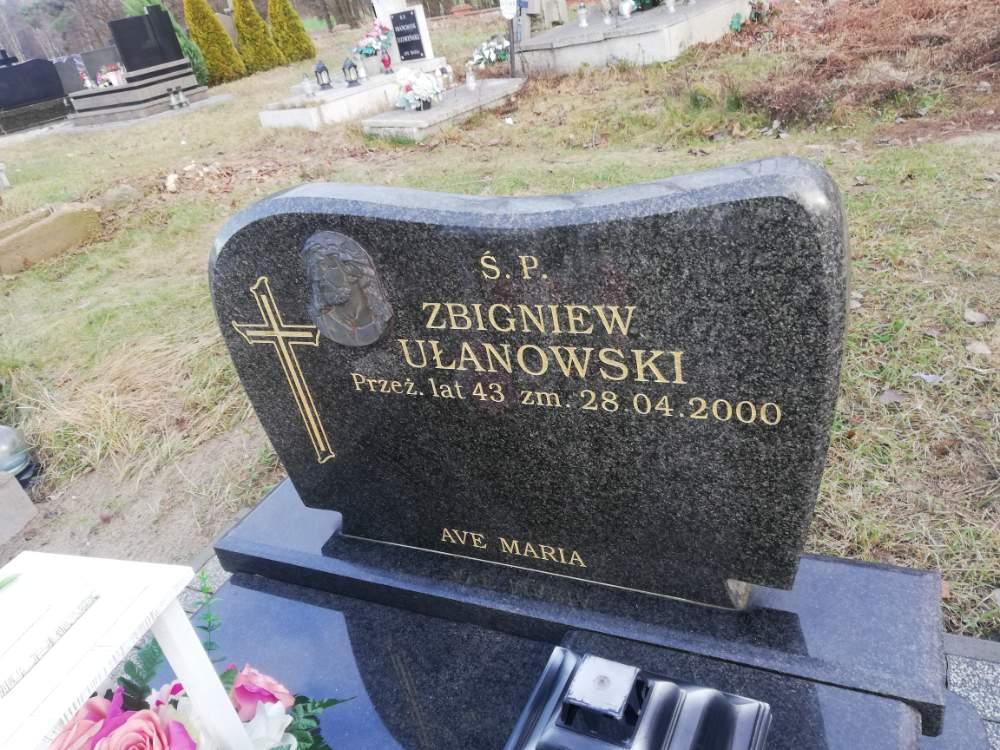 Ś. P.
ZBIGNIEW
UŁANOWSKI
Przeż. lat 43 zm. 28.04.2000
AVE MARIA